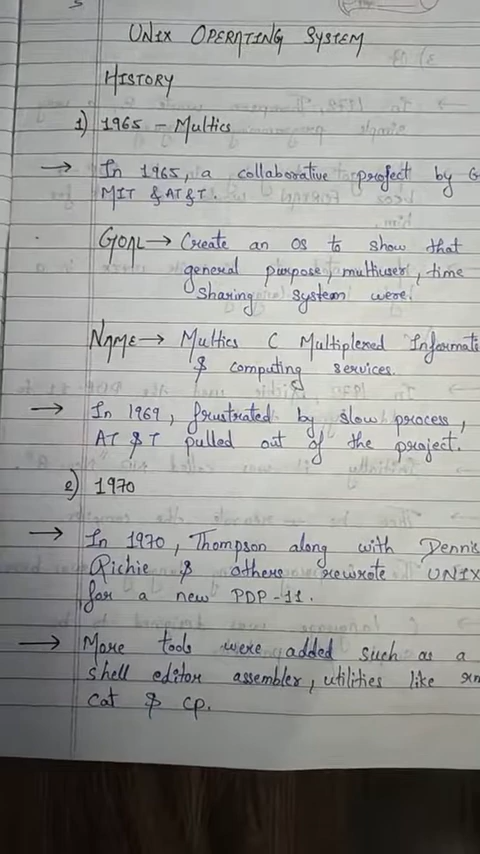 UNIX OPERATING SYSTEM
HISTORY
1) 1965 - Multics
→ In 1965, a collaborative project by G
MIT & AT&T.
GOAL → Create an OS to show that
general purpose, multiuser, time
sharing system were.
NAME → Multics C Multiplexed Informat
& computing services.
→ In 1969, frustrated by slow process,
AT & T pulled out of the project.
2) 1970
→ In 1970, Thompson along with Dennis
Richie & others rewrote UNIX
for a new PDP-11.
→ More tools were added such as a
shell editor assembler, utilities like rm
cat & cp.